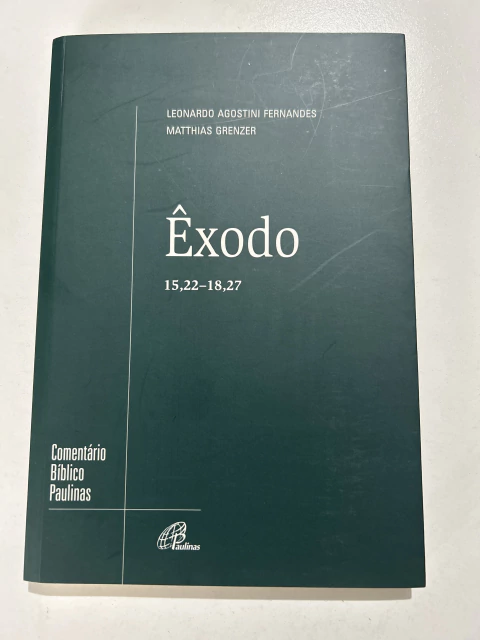 LEONARDO AGOSTINI FERNANDES
MATTHIAS GRENZER
Êxodo
15,22–18,27
Comentário
Bíblico
Paulinas
Paulinas